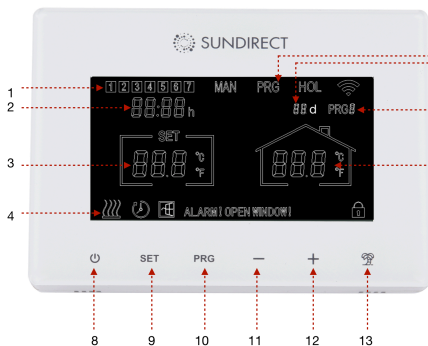 SUNDIRECT
1 1 2 3 4 5 6 7 MAN PRG HOL
2 88:88 h 88 d PRG8
SET
3 88.8 °C °F 88.8 °C °F
4 ALARM! OPEN WINDOW!
SET PRG − +
8 9 10 11 12 13